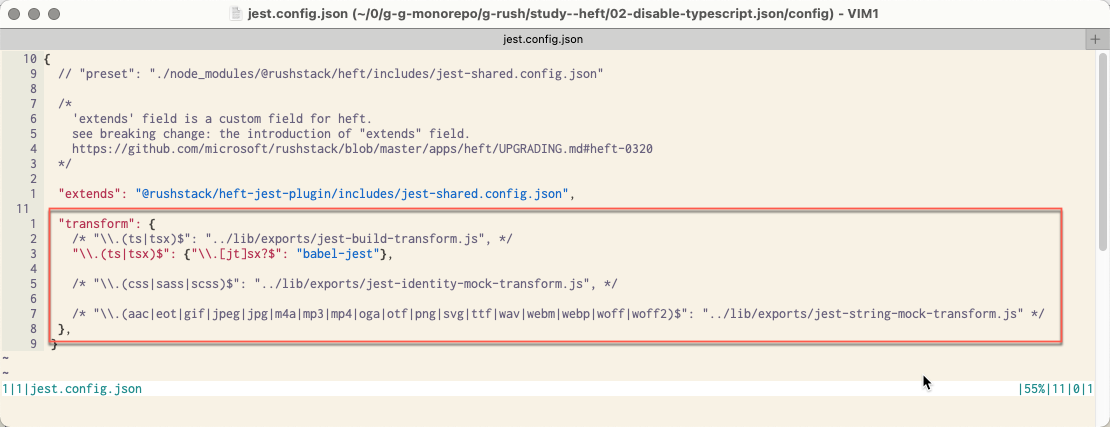 jest.config.json (~/0/g-g-monorepo/g-rush/study--heft/02-disable-typescript.json/config) - VIM1
jest.config.json +
10 {
9 // "preset": "./node_modules/@rushstack/heft/includes/jest-shared.config.json"
8
7 /*
6 'extends' field is a custom field for heft.
5 see breaking change: the introduction of "extends" field.
4 https://github.com/microsoft/rushstack/blob/master/apps/heft/UPGRADING.md#heft-0320
3 */
2
1 "extends": "@rushstack/heft-jest-plugin/includes/jest-shared.config.json",
11
1 "transform": {
2 /* "\\.(ts|tsx)$": "../lib/exports/jest-build-transform.js", */
3 "\\.(ts|tsx)$": {"\\.[jt]sx?$": "babel-jest"},
4
5 /* "\\.(css|sass|scss)$": "../lib/exports/jest-identity-mock-transform.js", */
6
7 /* "\\.(aac|eot|gif|jpeg|jpg|m4a|mp3|mp4|oga|otf|png|svg|ttf|wav|webm|webp|woff|woff2)$": "../lib/exports/jest-string-mock-transform.js" */
8 },
9 }
~
~
1|1|jest.config.json |55%|11|0|1